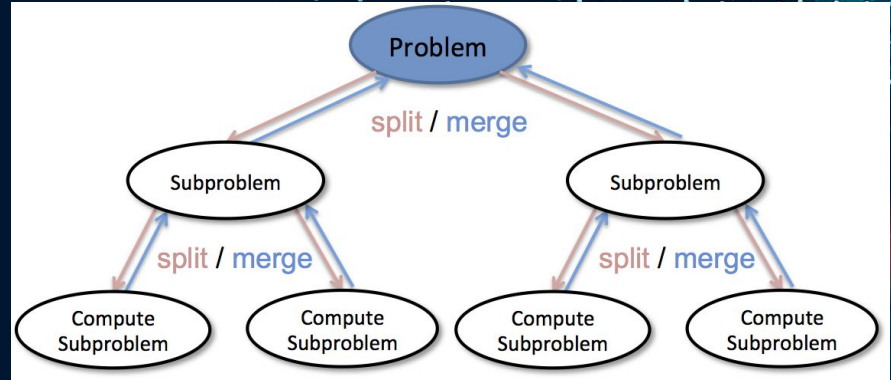 Problem
split / merge
Subproblem
Subproblem
split / merge
split / merge
Compute
Subproblem
Compute
Subproblem
Compute
Subproblem
Compute
Subproblem